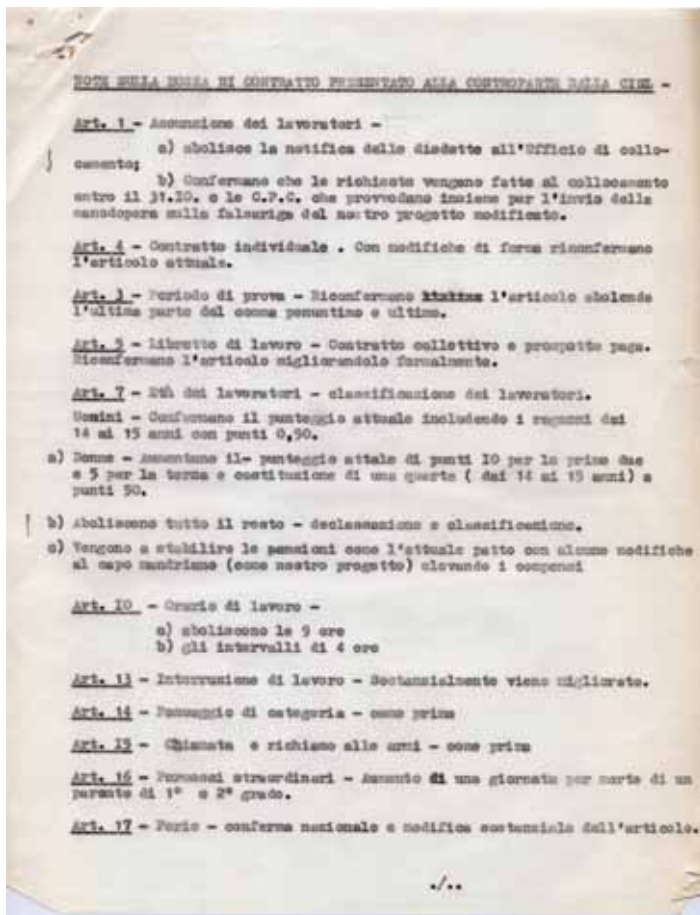 NOTE SULLA BOZZA DI CONTRATTO PRESENTATO ALLA CONTROPARTE DALLA CISL -
Art. 1 - Assunzione dei lavoratori -
a) abolisce la notifica delle disdette all'Ufficio di collo-
camento;
b) Confermano che le richieste vengano fatte al collocamento
entro il 31.IO. e le C.P.C. che provvedano insieme per l'invio della
manodopera sulla falsariga del nostro progetto modificato.
Art. 4 - Contratto individuale . Con modifiche di forma riconfermano
l'articolo attuale.
Art. 3 - Periodo di prova - Riconfermano l'articolo abolendo
l'ultima parte del comma penultimo e ultimo.
Art. 5 - Libretto di lavoro - Contratto collettivo e prospetto paga.
Riconfermano l'articolo migliorandolo formalmente.
Art. 7 - Età dei lavoratori - classificazione dei lavoratori.
Uomini - Confermano il punteggio attuale includendo i ragazzi dai
14 ai 15 anni con punti 0,50.
a) Donne - Aumentano il- punteggio attale di punti IO per le prime due
e 5 per la terza e costituzione di una quarta ( dai 14 ai 15 anni) a
punti 50.
b) Aboliscono tutto il resto - declassazione e classificazione.
c) Vengono a stabilire le mansioni come l'attuale patto con alcune modifiche
al capo mandriano (come nostro progetto) elevando i compensi
Art. IO - Orario di lavoro -
a) aboliscono le 9 ore
b) gli intervalli di 4 ore
Art. 13 - Interruzione di lavoro - Sostanzialmente viene migliorato.
Art. 14 - Passaggio di categoria - come prima
Art. I5 - Chiamata e richiamo alle armi - come prima
Art. 16 - Permessi straordinari - Aumento di una giornata per morte di un
parente di 1° e 2° grado.
Art. 17 - Ferie - conferma nazionale e modifica sostanziale dell'articolo.
./..